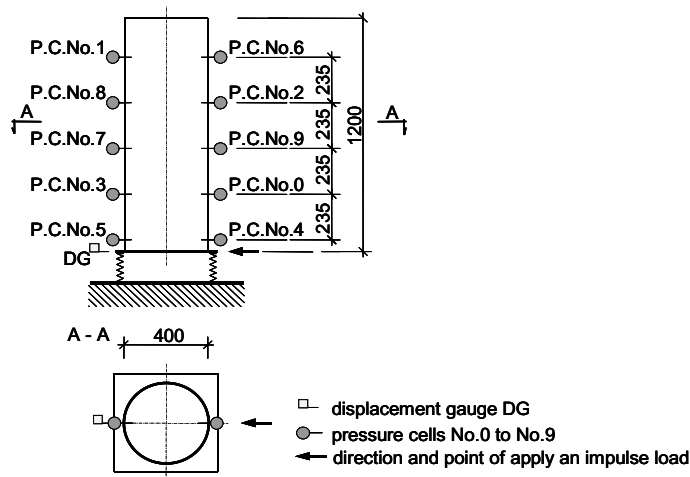 P.C.No.1
P.C.No.6
P.C.No.8
P.C.No.2
P.C.No.7
P.C.No.9
P.C.No.3
P.C.No.0
P.C.No.5
P.C.No.4
A
A
235
235
235
235
1200
DG
A - A
400
displacement gauge DG
pressure cells No.0 to No.9
direction and point of apply an impulse load